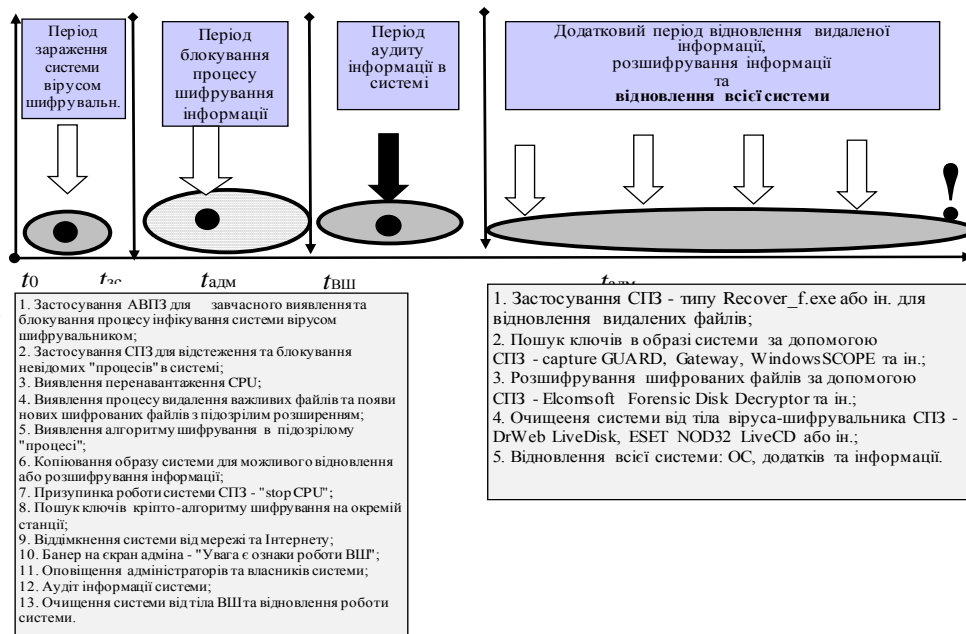 Період
зараження
системи
вірусом
шифрувальн.
Період
блокування
процесу
шифрування
інформації
Період
аудиту
інформації в
системі
Додатковий період відновлення видаленої
інформації,
розшифрування інформації
та
відновлення всієї системи
!
t0 tзс tадм tВШ tадм
1. Застосування АВПЗ для завчасного виявлення та
блокування процесу інфікування системи вірусом
шифрувальником;
2. Застосування СПЗ для відстеження та блокування
невідомих "процесів" в системі;
3. Виявлення перенавантаження CPU;
4. Виявлення процесу видалення важливих файлів та появи
нових шифрованих файлів з підозрілим розширенням;
5. Виявлення алгоритму шифрування в підозрілому
"процесі";
6. Копіювання образу системи для можливого відновлення
або розшифрування інформації;
7. Призупинка роботи системи СПЗ - "stop CPU";
8. Пошук ключів кріпто-алгоритму шифрування на окремій
станції;
9. Віддімкнення системи від мережі та Інтернету;
10. Банер на єкран адміна - "Увага є ознаки роботи ВШ";
11. Оповіщення адміністраторів та власників системи;
12. Аудіт інформації системи;
13. Очищення системи від тіла ВШ та відновлення роботи
системи.
1. Застосування СПЗ - типу Recover_f.exe або ін. для
відновлення видалених файлів;
2. Пошук ключів в образі системи за допомогою
СПЗ - capture GUARD, Gateway, WindowsSCOPE та ін.;
3. Розшифрування шифрованих файлів за допомогою
СПЗ - Elcomsoft Forensic Disk Decryptor та ін.;
4. Очищееня системи від тіла віруса-шифрувальника СПЗ -
DrWeb LiveDisk, ESET NOD32 LiveCD або ін.;
5. Відновлення всієї системи: ОС, додатків та інформації.